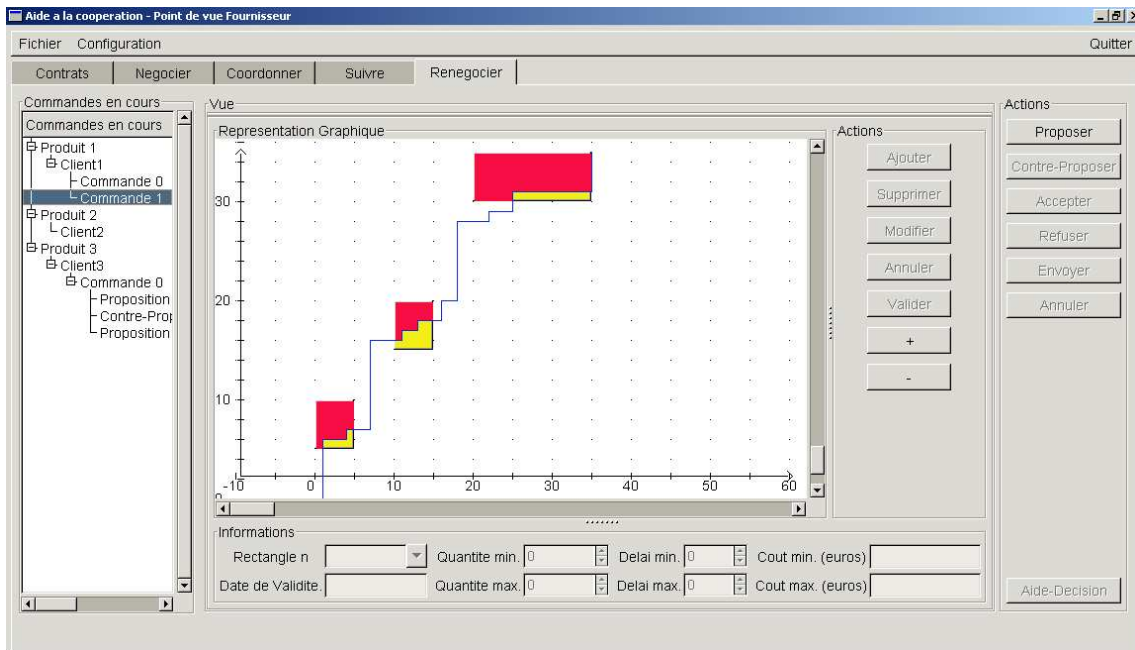 Aide a la cooperation - Point de vue Fournisseur
Fichier Configuration Quitter
Contrats Negocier Coordonner Suivre Renegocier
Commandes en cours
Commandes en cours
Produit 1
Client1
Commande 0
Commande 1
Produit 2
Client2
Produit 3
Client3
Commande 0
Proposition
Contre-Prop
Proposition
Vue
Representation Graphique
30
20
10
-10 0 10 20 30 40 50 60
Actions
Ajouter
Supprimer
Modifier
Annuler
Valider
+
-
Informations
Rectangle n Quantite min. 0 Delai min. 0 Cout min. (euros)
Date de Validite. Quantite max. 0 Delai max. 0 Cout max. (euros)
Actions
Proposer
Contre-Proposer
Accepter
Refuser
Envoyer
Annuler
Aide-Decision